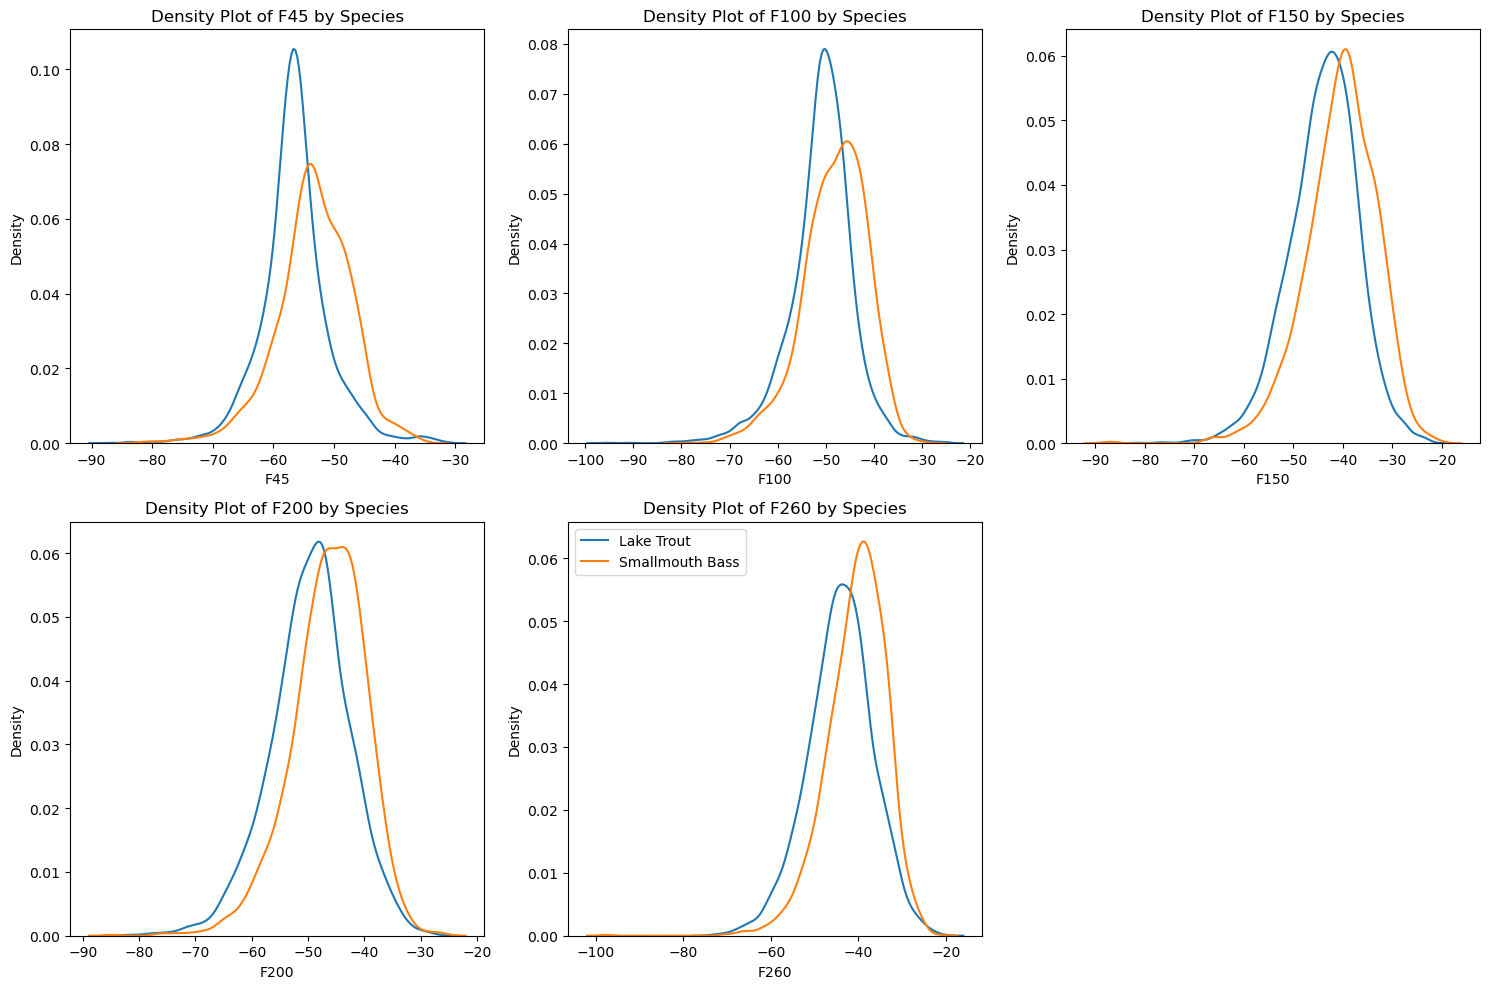 Density Plot of F45 by Species
Density
0.10
0.08
0.06
0.04
0.02
0.00
−90 −80 −70 −60 −50 −40 −30
F45
Density Plot of F100 by Species
Density
0.08
0.07
0.06
0.05
0.04
0.03
0.02
0.01
0.00
−100 −90 −80 −70 −60 −50 −40 −30 −20
F100
Density Plot of F150 by Species
Density
0.06
0.05
0.04
0.03
0.02
0.01
0.00
−90 −80 −70 −60 −50 −40 −30 −20
F150
Density Plot of F200 by Species
Density
0.06
0.05
0.04
0.03
0.02
0.01
0.00
−90 −80 −70 −60 −50 −40 −30 −20
F200
Density Plot of F260 by Species
Lake Trout
Smallmouth Bass
Density
0.06
0.05
0.04
0.03
0.02
0.01
0.00
−100 −80 −60 −40 −20
F260